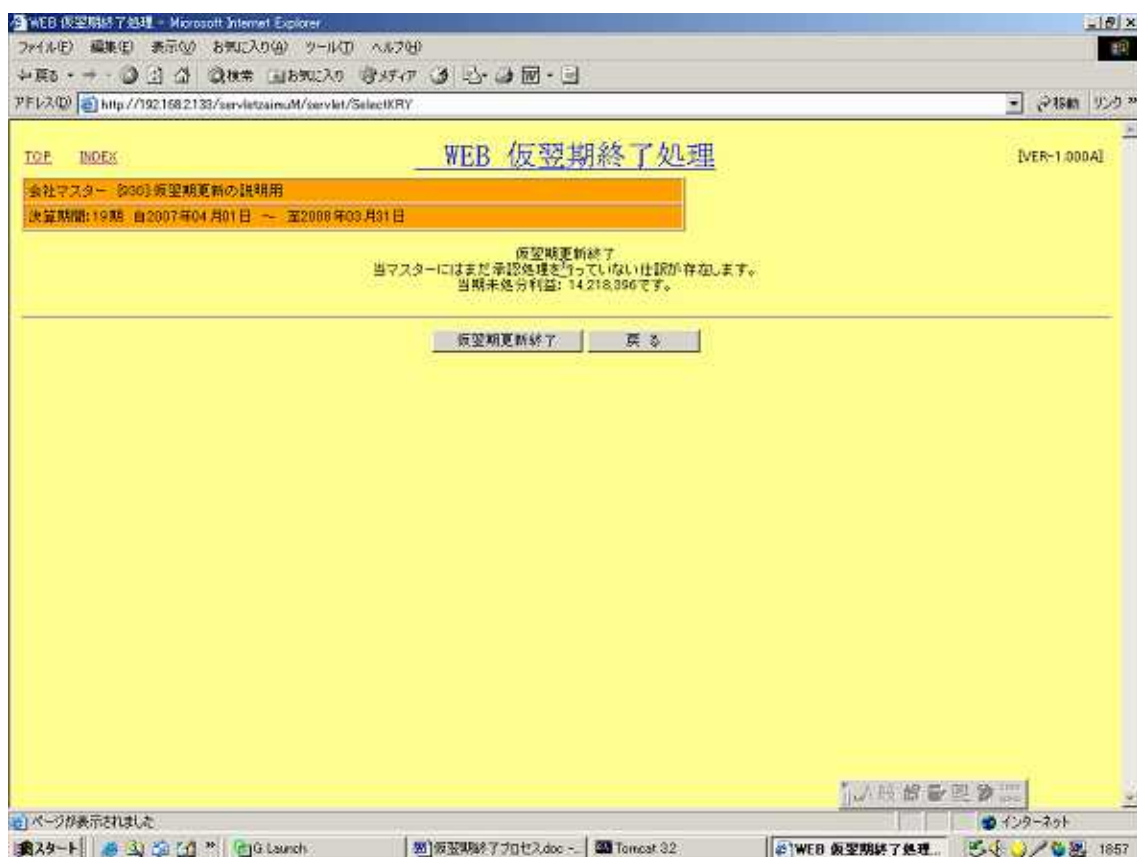 WEB 仮翌期終了処理 - Microsoft Internet Explorer
ファイル(F) 編集(E) 表示(V) お気に入り(A) ツール(T) ヘルプ(H)
戻る 検索 お気に入り メディア
アドレス(D) http://192.168.2.133/servletzaimuM/servlet/SelectKRY 移動 リンク »
TOP INDEX WEB 仮翌期終了処理 [VER-1.000A]
会社マスター [930]:仮翌期更新の説明用
決算期間:19期 自2007年04月01日 ~ 至2008年03月31日
仮翌期更新終了
当マスターにはまだ承認処理を行っていない仕訳が存在します。
当期未処分利益: 14,218,396です。
仮翌期更新終了 戻る
ページが表示されました インターネット
スタート » G Launch 仮翌期終了プロセス.doc -... Tomcat 3.2 WEB 仮翌期終了処理... 18:57